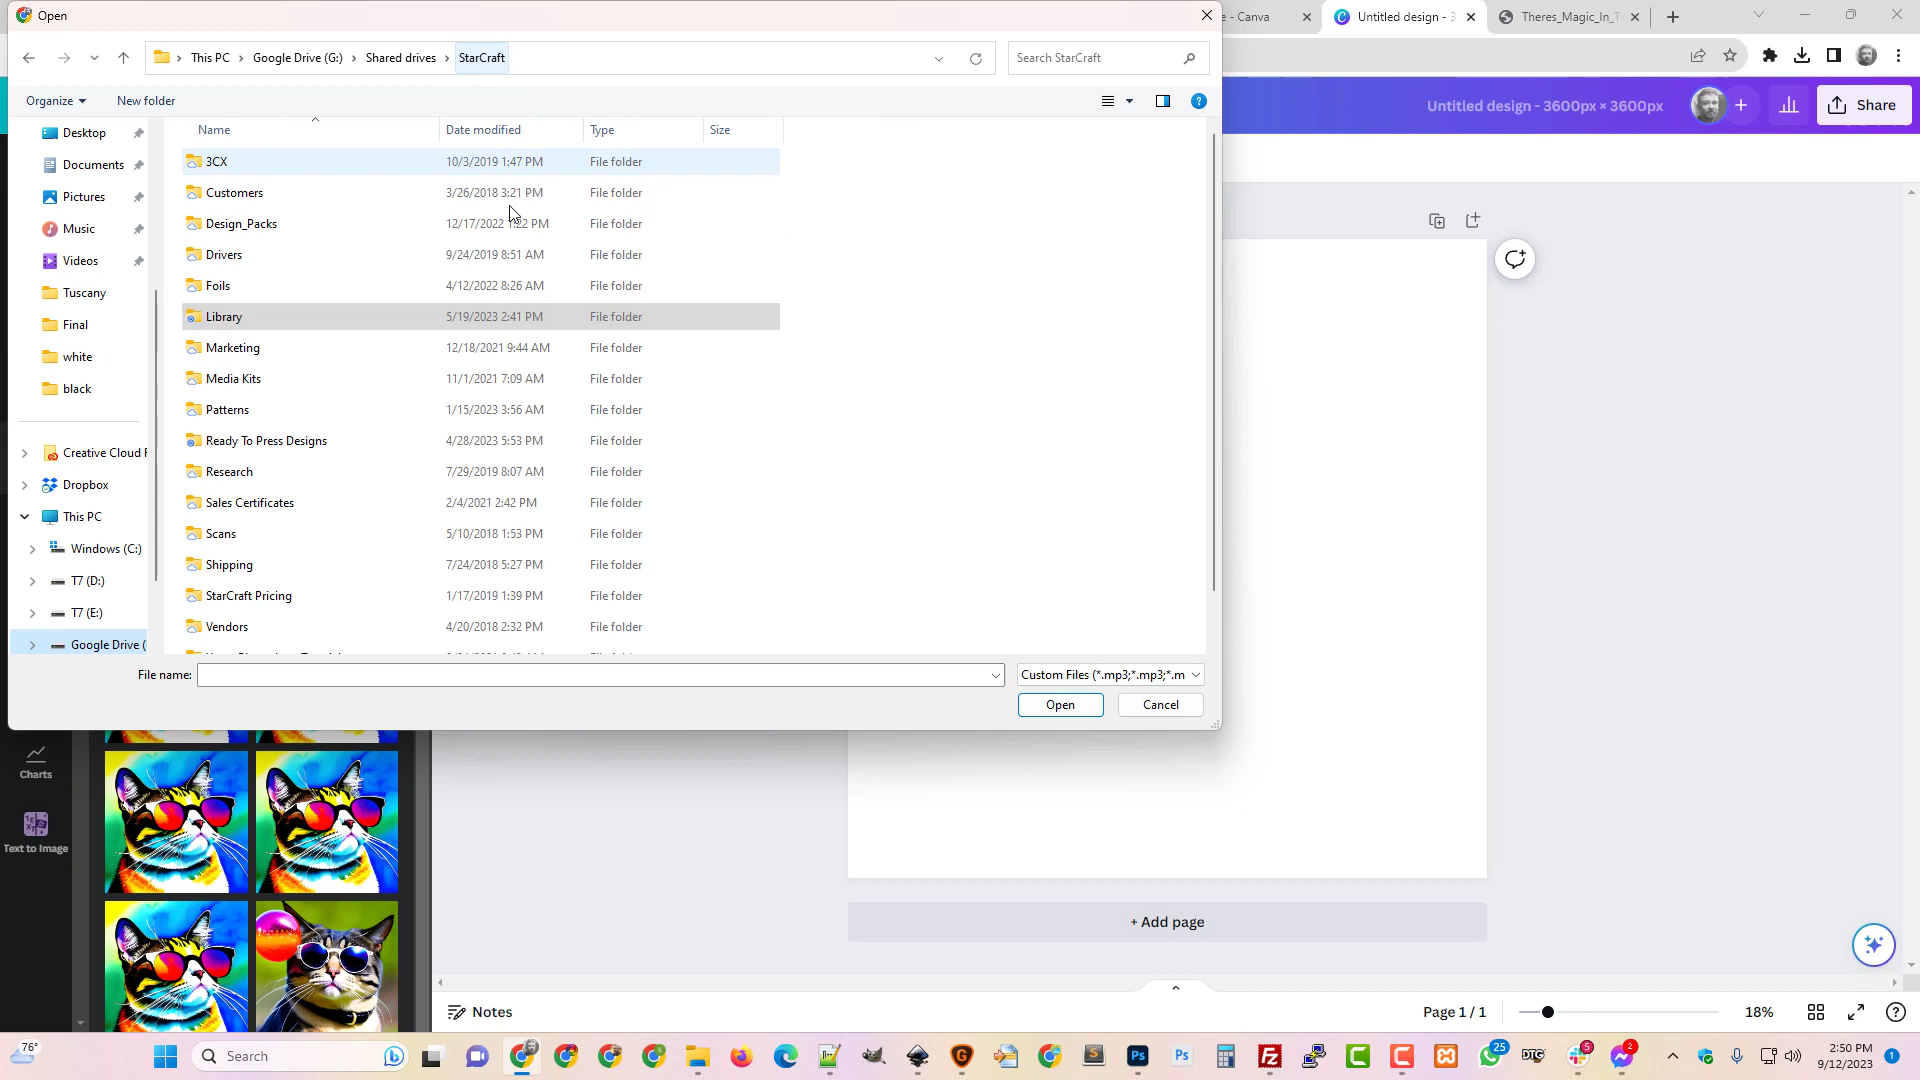 Open
e - Canva
Untitled design - 3
Theres_Magic_In_T
This PC > Google Drive (G:) > Shared drives > StarCraft
Search StarCraft
Organize
New folder
Untitled design - 3600px × 3600px
Share
Name
Date modified
Type
Size
3CX 10/3/2019 1:47 PM File folder
Customers 3/26/2018 3:21 PM File folder
Design_Packs 12/17/2022 1:22 PM File folder
Drivers 9/24/2019 8:51 AM File folder
Foils 4/12/2022 8:26 AM File folder
Library 5/19/2023 2:41 PM File folder
Marketing 12/18/2021 9:44 AM File folder
Media Kits 11/1/2021 7:09 AM File folder
Patterns 1/15/2023 3:56 AM File folder
Ready To Press Designs 4/28/2023 5:53 PM File folder
Research 7/29/2019 8:07 AM File folder
Sales Certificates 2/4/2021 2:42 PM File folder
Scans 5/10/2018 1:53 PM File folder
Shipping 7/24/2018 5:27 PM File folder
StarCraft Pricing 1/17/2019 1:39 PM File folder
Vendors 4/20/2018 2:32 PM File folder
Desktop
Documents
Pictures
Music
Videos
Tuscany
Final
white
black
Creative Cloud F
Dropbox
This PC
Windows (C:)
T7 (D:)
T7 (E:)
Google Drive (
File name:
Custom Files (*.mp3;*.mp3;*.m
Open
Cancel
Charts
Text to Image
+ Add page
Notes
Page 1 / 1
18%
76°
Search
Ps
Ps
25
DTG
5
2
2:50 PM
9/12/2023
1